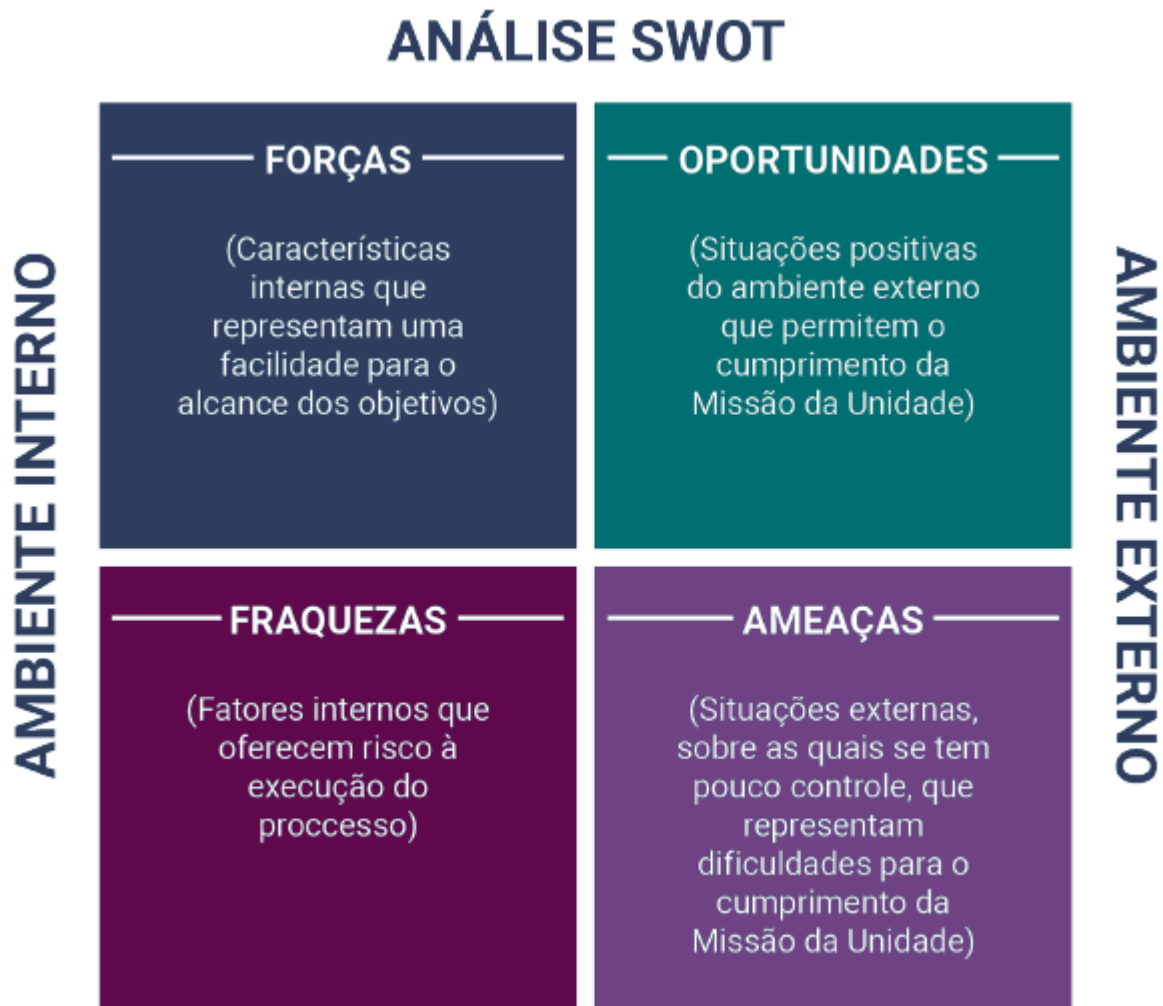 ANÁLISE SWOT
AMBIENTE INTERNO
FORÇAS
(Características
internas que
representam uma
facilidade para o
alcance dos objetivos)
OPORTUNIDADES
(Situações positivas
do ambiente externo
que permitem o
cumprimento da
Missão da Unidade)
FRAQUEZAS
(Fatores internos que
oferecem risco à
execução do
proccesso)
AMEAÇAS
(Situações externas,
sobre as quais se tem
pouco controle, que
representam
dificuldades para o
cumprimento da
Missão da Unidade)
AMBIENTE EXTERNO